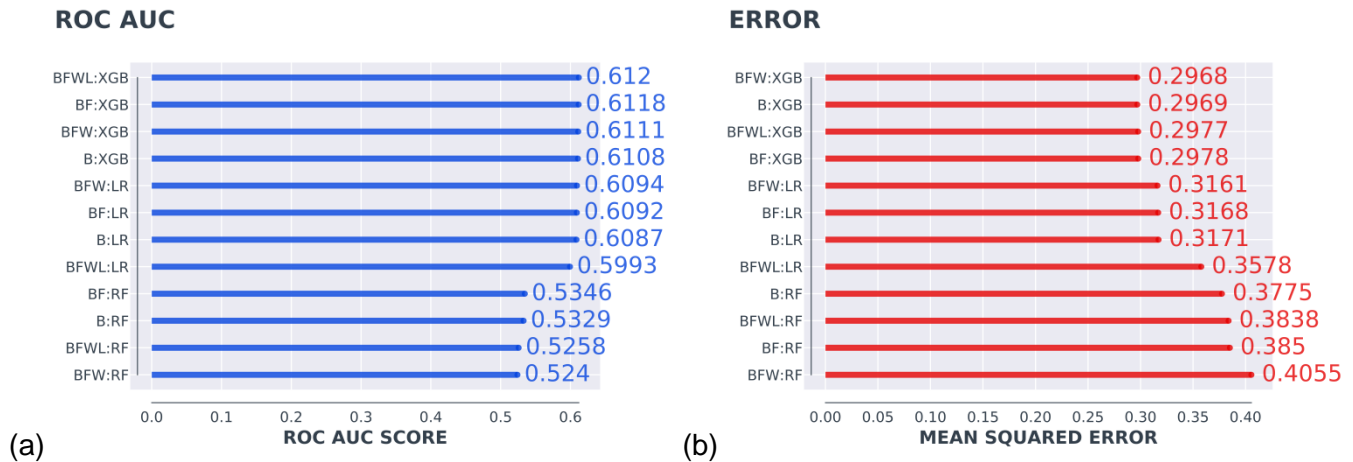 ROC AUC
BFWL:XGB 0.612
BF:XGB 0.6118
BFW:XGB 0.6111
B:XGB 0.6108
BFW:LR 0.6094
BF:LR 0.6092
B:LR 0.6087
BFWL:LR 0.5993
BF:RF 0.5346
B:RF 0.5329
BFWL:RF 0.5258
BFW:RF 0.524
0.0 0.1 0.2 0.3 0.4 0.5 0.6
(a) ROC AUC SCORE
ERROR
BFW:XGB 0.2968
B:XGB 0.2969
BFWL:XGB 0.2977
BF:XGB 0.2978
BFW:LR 0.3161
BF:LR 0.3168
B:LR 0.3171
BFWL:LR 0.3578
B:RF 0.3775
BFWL:RF 0.3838
BF:RF 0.385
BFW:RF 0.4055
0.00 0.05 0.10 0.15 0.20 0.25 0.30 0.35 0.40
(b) MEAN SQUARED ERROR